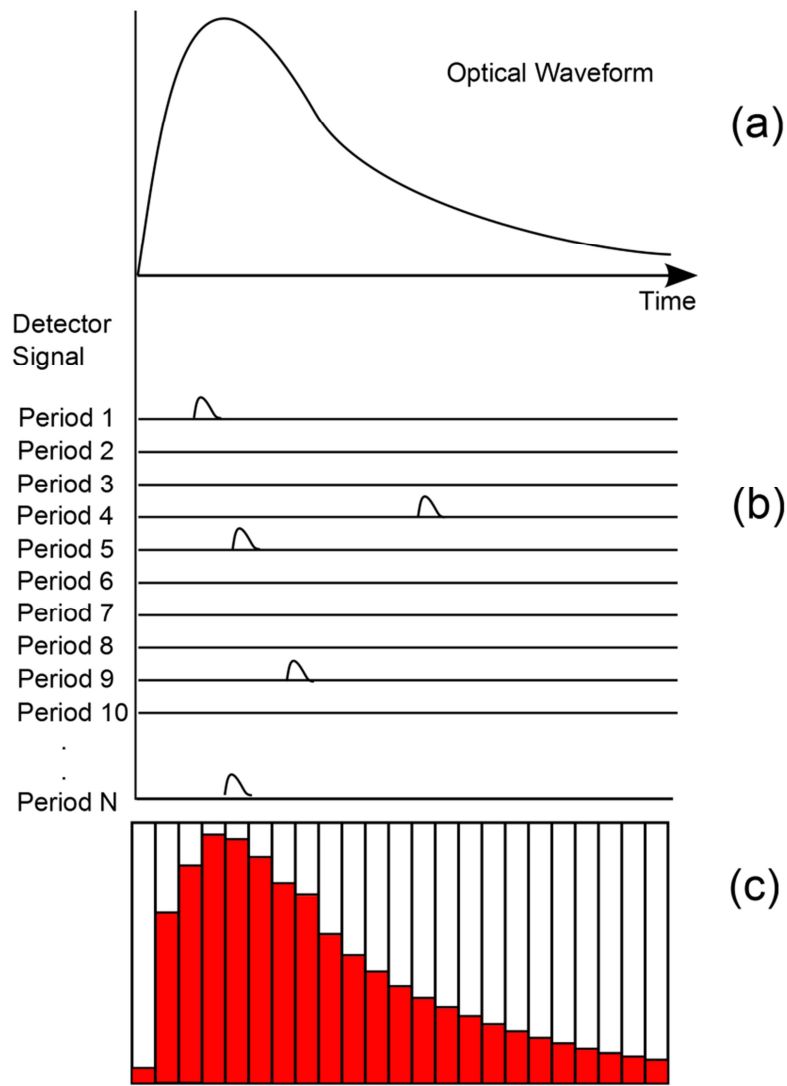 Optical Waveform
(a)
Time
Detector
Signal
Period 1
Period 2
Period 3
Period 4
(b)
Period 5
Period 6
Period 7
Period 8
Period 9
Period 10
.
.
Period N
(c)